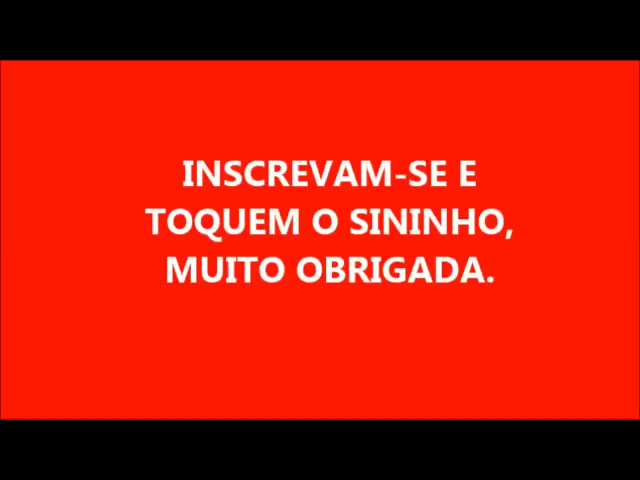 INSCREVAM-SE E
TOQUEM O SININHO,
MUITO OBRIGADA.